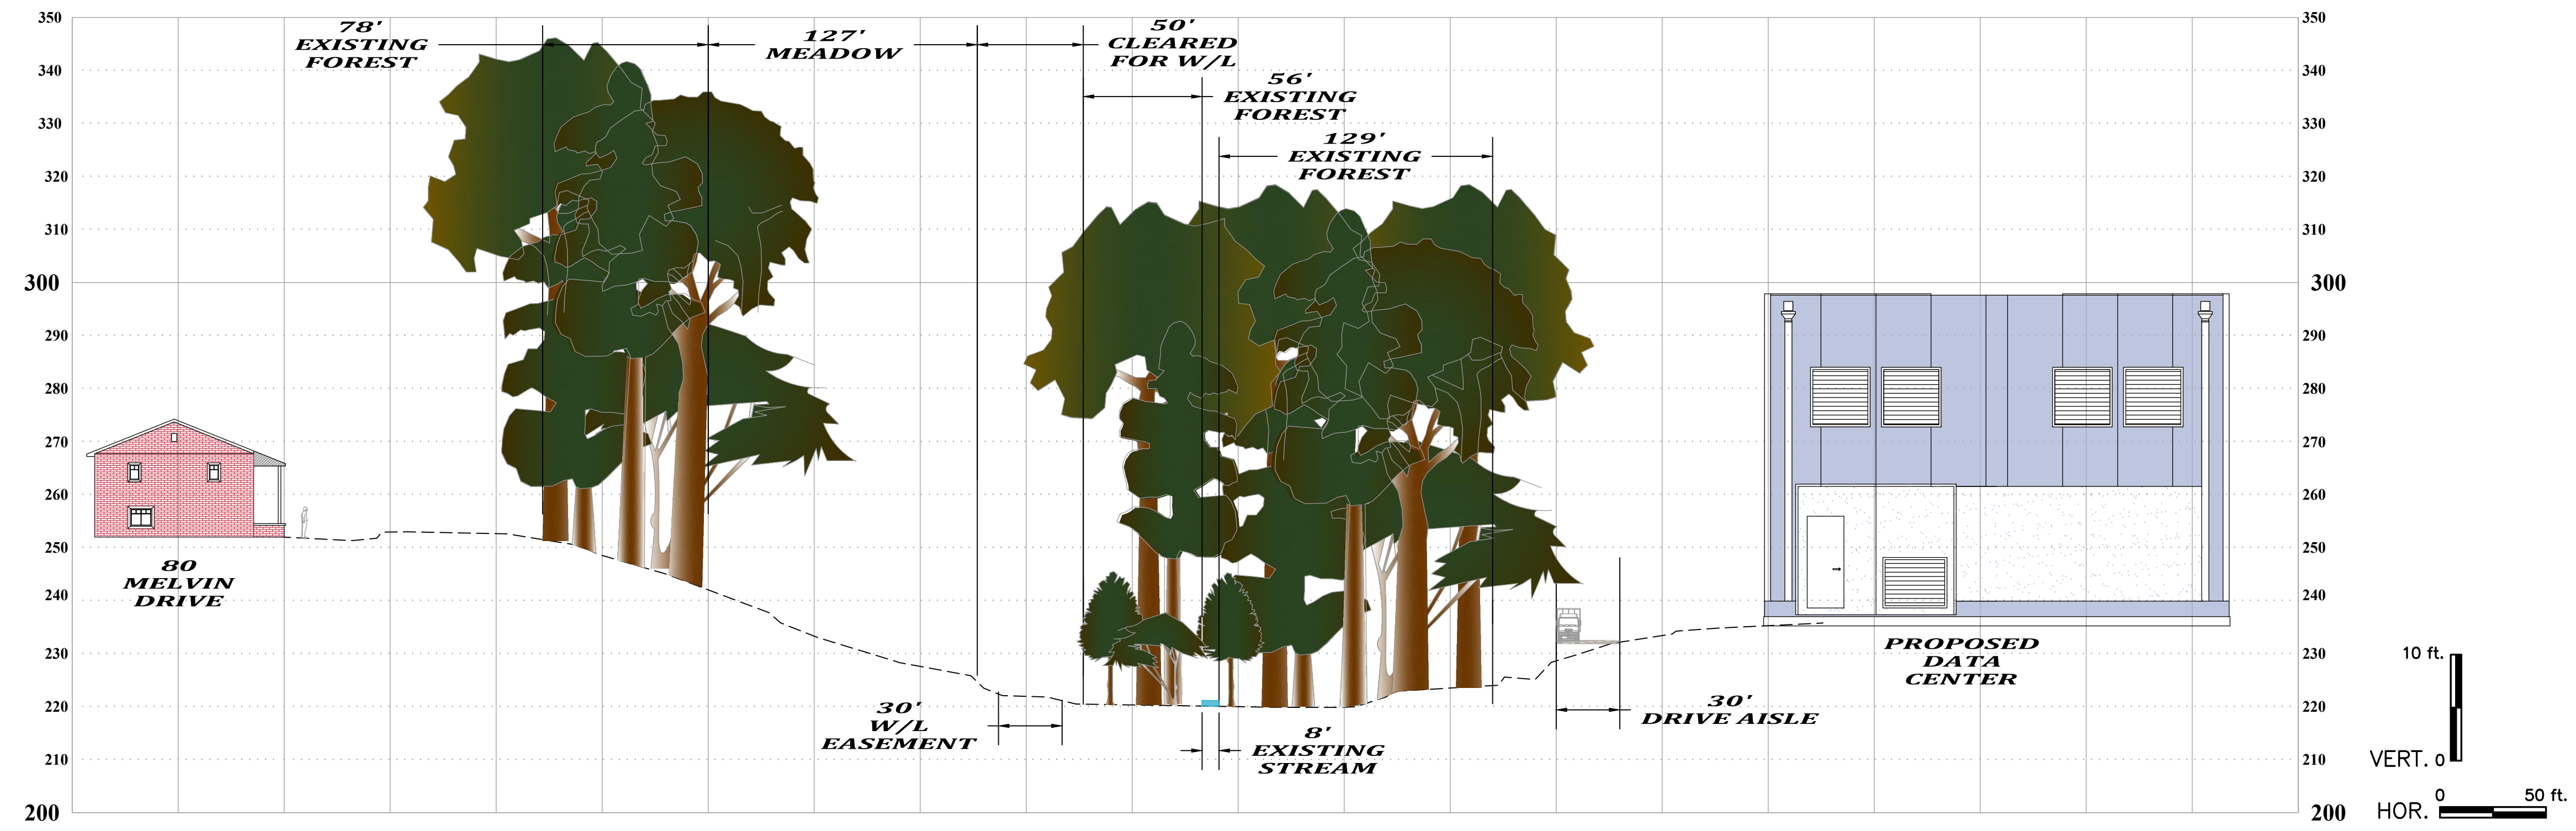 350
340
330
320
310
300
290
280
270
260
250
240
230
220
210
200
78'
EXISTING
FOREST
127'
MEADOW
50'
CLEARED
FOR W/L
56'
EXISTING
FOREST
129'
EXISTING
FOREST
80
MELVIN
DRIVE
30'
W/L
EASEMENT
8'
EXISTING
STREAM
30'
DRIVE AISLE
PROPOSED
DATA
CENTER
350
340
330
320
310
300
290
280
270
260
250
240
230
220
210
200
10 ft.
VERT. 0
0 50 ft.
HOR.